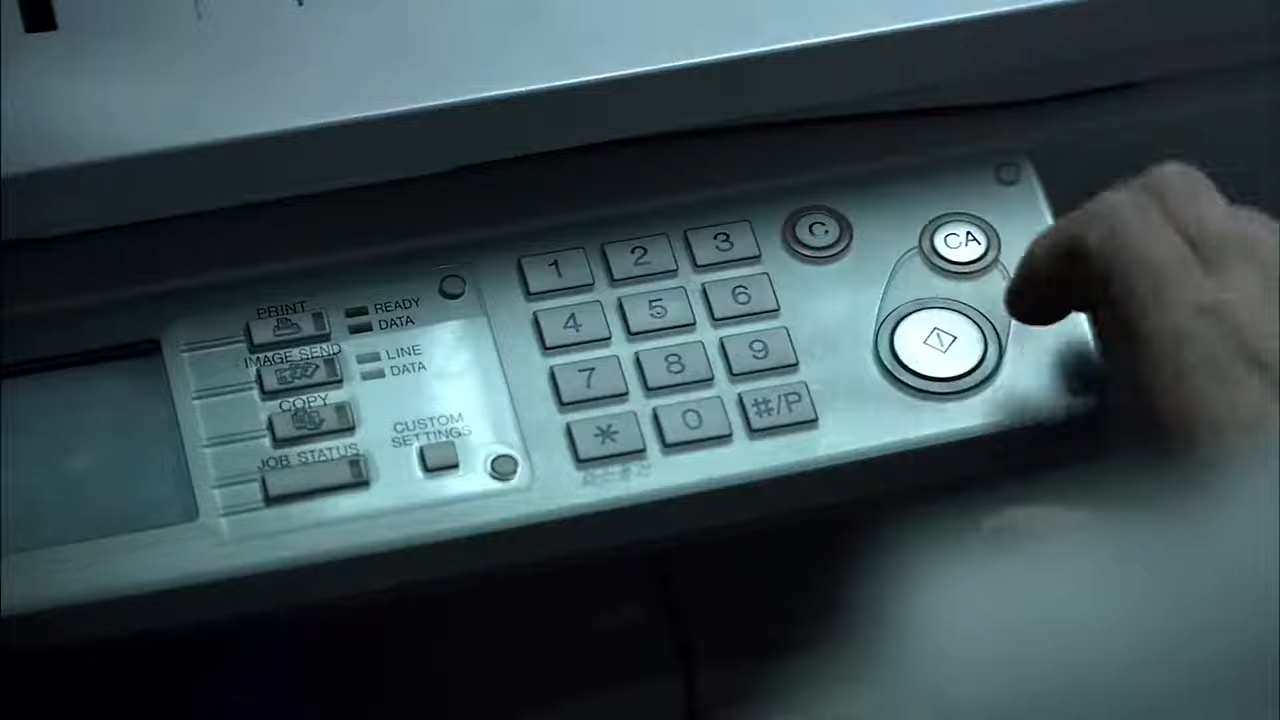 PRINT
READY
DATA
IMAGE SEND
LINE
DATA
COPY
CUSTOM
SETTINGS
JOB STATUS
1 2 3
4 5 6
7 8 9
* 0 #/P
C
CA